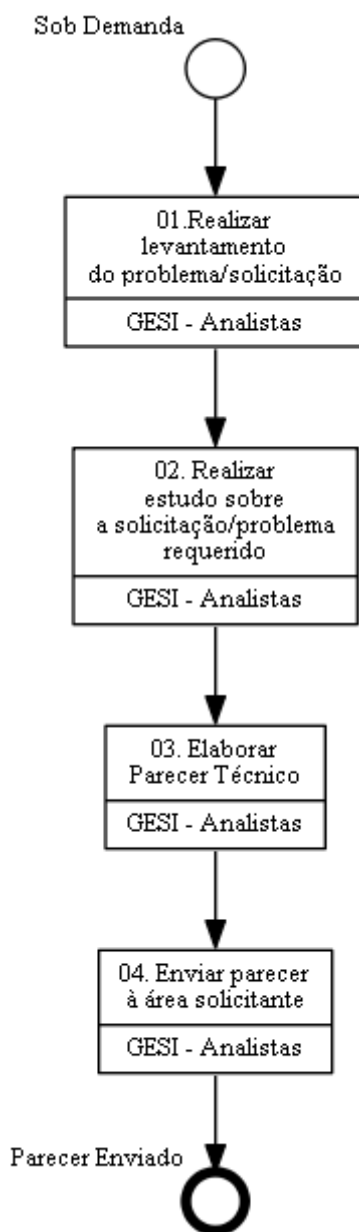 Sob Demanda
01.Realizar
levantamento
do problema/solicitação
GESI - Analistas
02. Realizar
estudo sobre
a solicitação/problema
requerido
GESI - Analistas
03. Elaborar
Parecer Técnico
GESI - Analistas
04. Enviar parecer
à área solicitante
GESI - Analistas
Parecer Enviado